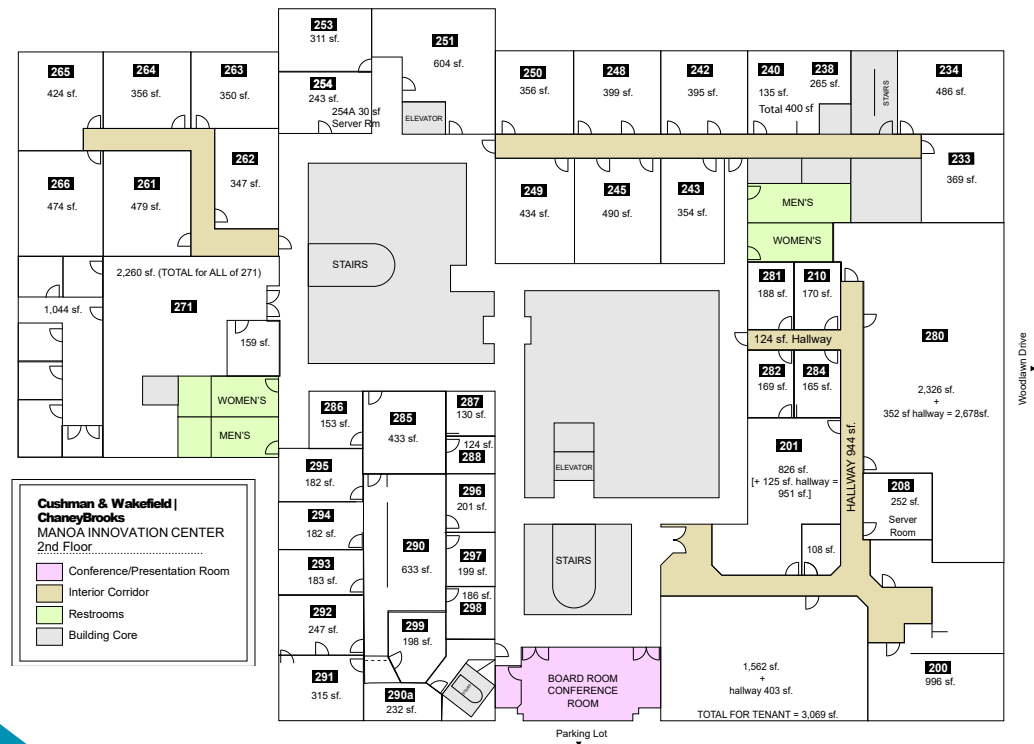 253
311 sf.
251
604 sf.
265
424 sf.
264
356 sf.
263
350 sf.
254
243 sf.
254A 30 sf
Server Rm
ELEVATOR
250
356 sf.
248
399 sf.
242
395 sf.
240
135 sf.
238
265 sf.
Total 400 sf
STAIRS
234
486 sf.
262
347 sf.
266
474 sf.
261
479 sf.
249
434 sf.
245
490 sf.
243
354 sf.
233
369 sf.
MEN'S
WOMEN'S
STAIRS
2,260 sf. (TOTAL for ALL of 271)
271
1,044 sf.
159 sf.
281
188 sf.
210
170 sf.
124 sf. Hallway
282
169 sf.
284
165 sf.
280
2,326 sf.
+
352 sf hallway = 2,678sf.
Woodlawn Drive
WOMEN'S
MEN'S
286
153 sf.
285
433 sf.
287
130 sf.
124 sf.
288
295
182 sf.
296
201 sf.
ELEVATOR
201
826 sf.
[+ 125 sf. hallway =
951 sf.]
HALLWAY 944 sf.
208
252 sf.
Server
Room
108 sf.
294
182 sf.
290
633 sf.
297
199 sf.
293
183 sf.
186 sf.
298
STAIRS
292
247 sf.
299
198 sf.
291
315 sf.
290a
232 sf.
STAIRS
BOARD ROOM
CONFERENCE
ROOM
1,562 sf.
+
hallway 403 sf.
TOTAL FOR TENANT = 3,069 sf.
200
996 sf.
Parking Lot
Cushman & Wakefield |
ChaneyBrooks
MANOA INNOVATION CENTER
2nd Floor
Conference/Presentation Room
Interior Corridor
Restrooms
Building Core